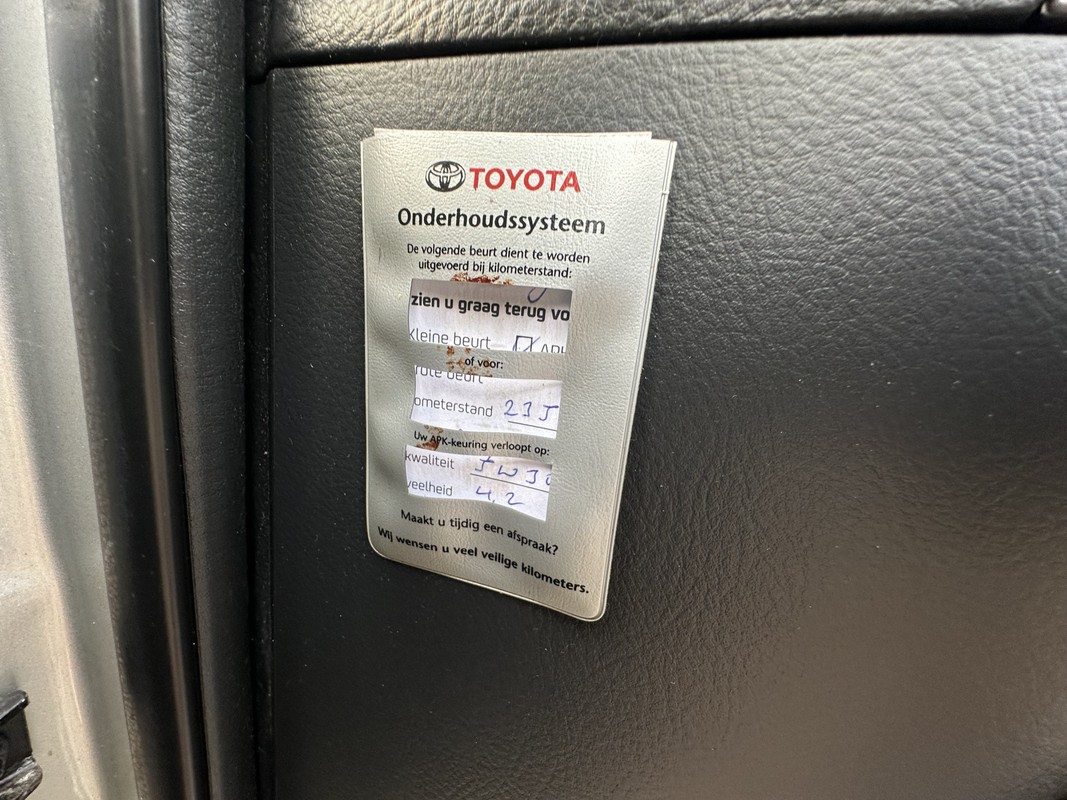 TOYOTA
Onderhoudssysteem
De volgende beurt dient te worden
uitgevoerd bij kilometerstand:
zien u graag terug vo
Kleine beurt
of voor:
rote beurt
ometerstand 23
Uw APK-keuring verloopt op:
kwaliteit
veelheid 4,2
Maakt u tijdig een afspraak?
Wij wensen u veel veilige kilometers.